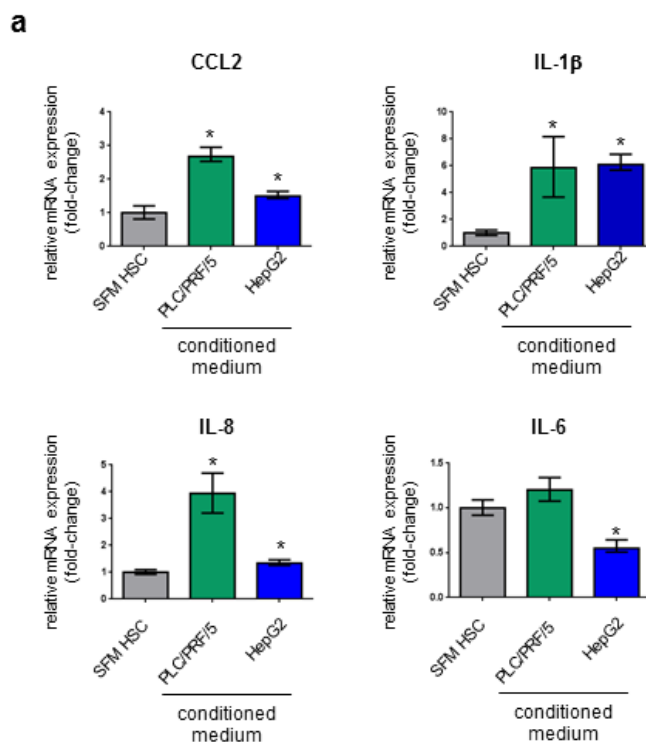 a
CCL2
relative mRNA expression
(fold-change)
4
3
2
1
0
SFM HSC
PLC/PRF/5
HepG2
conditioned
medium
IL-1β
relative mRNA expression
(fold-change)
10
8
6
4
2
0
*
*
SFM HSC
PLC/PRF/5
HepG2
conditioned
medium
IL-8
relative mRNA expression
(fold-change)
5
4
3
2
1
0
*
*
SFM HSC
PLC/PRF/5
HepG2
conditioned
medium
IL-6
relative mRNA expression
(fold-change)
1.5
1.0
0.5
0.0
*
SFM HSC
PLC/PRF/5
HepG2
conditioned
medium